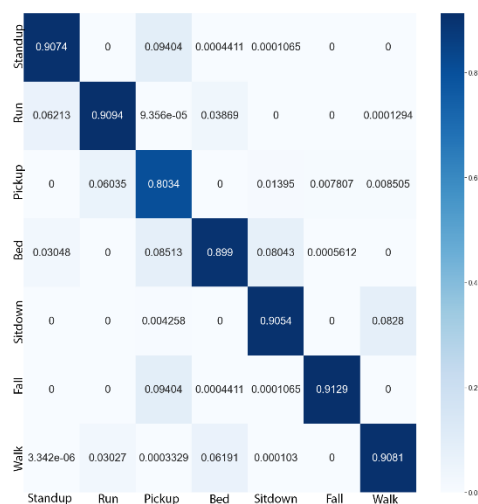 Standup 0.9074 0 0.09404 0.0004411 0.0001065 0 0
Run 0.06213 0.9094 9.356e-05 0.03869 0 0 0.0001294
Pickup 0 0.06035 0.8034 0 0.01395 0.007807 0.008505
Bed 0.03048 0 0.08513 0.899 0.08043 0.0005612 0
Sitdown 0 0 0.004258 0 0.9054 0 0.0828
Fall 0 0 0.09404 0.0004411 0.0001065 0.9129 0
Walk 3.342e-06 0.03027 0.0003329 0.06191 0.000103 0 0.9081
Standup Run Pickup Bed Sitdown Fall Walk
0.8
0.6
0.4
0.2
0.0